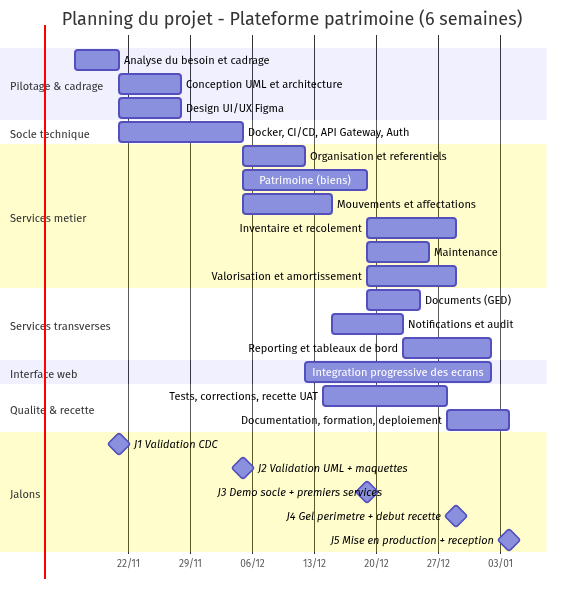 Planning du projet - Plateforme patrimoine (6 semaines)
Pilotage & cadrage
Analyse du besoin et cadrage
Conception UML et architecture
Design UI/UX Figma
Socle technique
Docker, CI/CD, API Gateway, Auth
Services metier
Organisation et referentiels
Patrimoine (biens)
Mouvements et affectations
Inventaire et recolement
Maintenance
Valorisation et amortissement
Services transverses
Documents (GED)
Notifications et audit
Reporting et tableaux de bord
Interface web
Integration progressive des ecrans
Qualite & recette
Tests, corrections, recette UAT
Documentation, formation, deploiement
Jalons
J1 Validation CDC
J2 Validation UML + maquettes
J3 Demo socle + premiers services
J4 Gel perimetre + debut recette
J5 Mise en production + reception
22/11 29/11 06/12 13/12 20/12 27/12 03/01